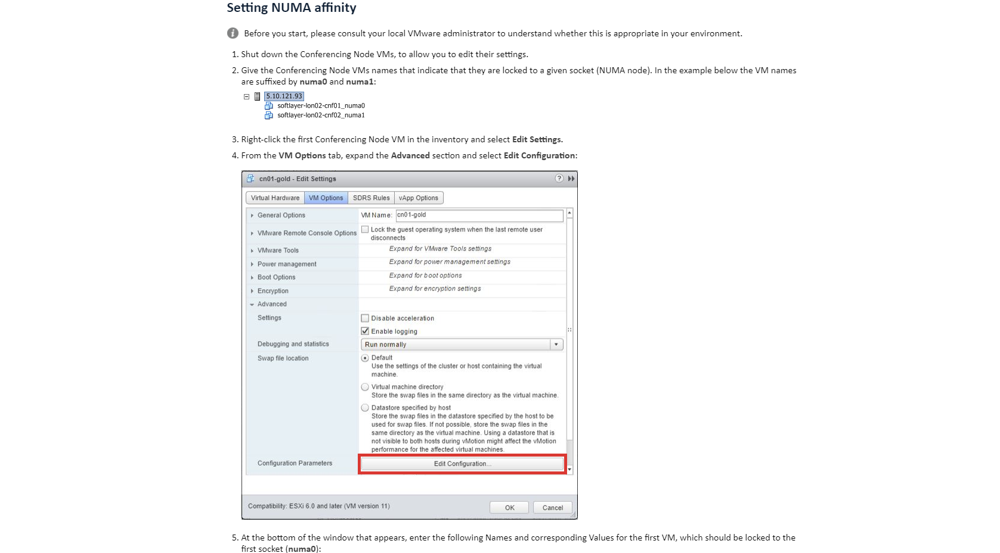 Setting NUMA affinity
Before you start, please consult your local VMware administrator to understand whether this is appropriate in your environment.
1. Shut down the Conferencing Node VMs, to allow you to edit their settings.
2. Give the Conferencing Node VMs names that indicate that they are locked to a given socket (NUMA node). In the example below the VM names
are suffixed by numa0 and numa1:
5.10.121.93
softlayer-lon02-cnf01_numa0
softlayer-lon02-cnf02_numa1
3. Right-click the first Conferencing Node VM in the inventory and select Edit Settings.
4. From the VM Options tab, expand the Advanced section and select Edit Configuration:
cn01-gold - Edit Settings
Virtual Hardware VM Options SDRS Rules vApp Options
General Options VM Name: cn01-gold
VMware Remote Console Options Lock the guest operating system when the last remote user
disconnects
VMware Tools Expand for VMware Tools settings
Power management Expand for power management settings
Boot Options Expand for boot options
Encryption Expand for encryption settings
Advanced
Settings Disable acceleration
Enable logging
Debugging and statistics Run normally
Swap file location Default
Use the settings of the cluster or host containing the virtual
machine.
Virtual machine directory
Store the swap files in the same directory as the virtual machine.
Datastore specified by host
Store the swap files in the datastore specified by the host to be
used for swap files. If not possible, store the swap files in the
same directory as the virtual machine. Using a datastore that is
not visible to both hosts during vMotion might affect the vMotion
performance for the affected virtual machines.
Configuration Parameters Edit Configuration...
Compatibility: ESXi 6.0 and later (VM version 11) OK Cancel
5. At the bottom of the window that appears, enter the following Names and corresponding Values for the first VM, which should be locked to the
first socket (numa0):